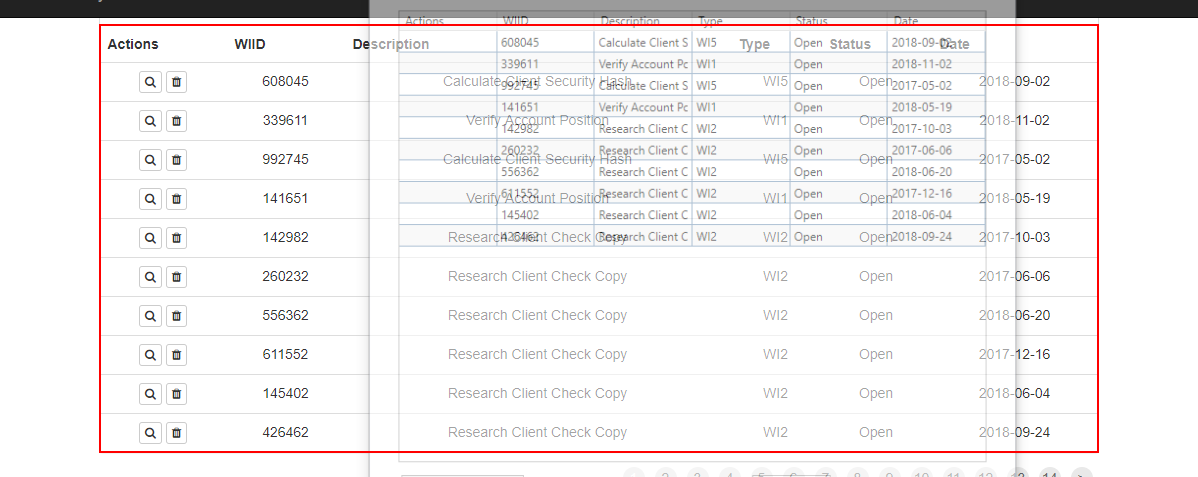 Actions WIID Description Type Status Date
608045 Calculate Client Security Hash WI5 Open 2018-09-02
339611 Verify Account Position WI1 Open 2018-11-02
992745 Calculate Client Security Hash WI5 Open 2017-05-02
141651 Verify Account Position WI1 Open 2018-05-19
142982 Research Client Check Copy WI2 Open 2017-10-03
260232 Research Client Check Copy WI2 Open 2017-06-06
556362 Research Client Check Copy WI2 Open 2018-06-20
611552 Research Client Check Copy WI2 Open 2017-12-16
145402 Research Client Check Copy WI2 Open 2018-06-04
426462 Research Client Check Copy WI2 Open 2018-09-24
Actions WIID Description Type Status Date
608045 Calculate Client S WI5 Open 2018-09-02
339611 Verify Account Pc WI1 Open 2018-11-02
992745 Calculate Client S WI5 Open 2017-05-02
141651 Verify Account Pc WI1 Open 2018-05-19
142982 Research Client C WI2 Open 2017-10-03
260232 Research Client C WI2 Open 2017-06-06
556362 Research Client C WI2 Open 2018-06-20
611552 Research Client C WI2 Open 2017-12-16
145402 Research Client C WI2 Open 2018-06-04
426462 Research Client C WI2 Open 2018-09-24
1 2 3 4 5 6 7 8 9 10 11 12 13 14 >